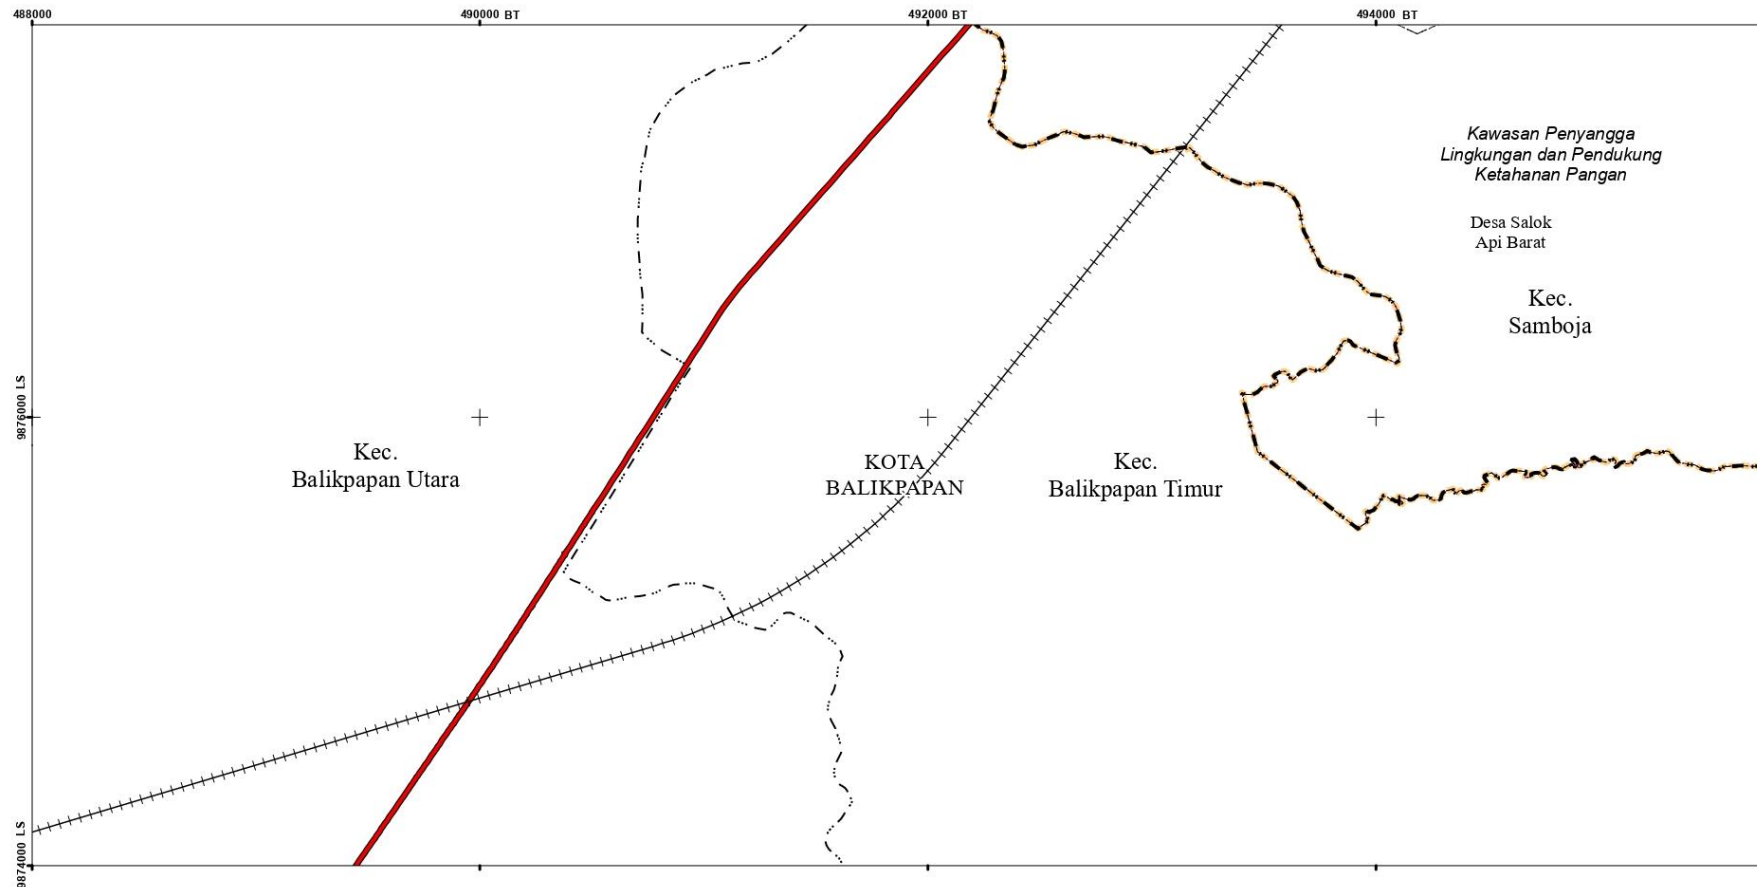 488000
490000 BT
492000 BT
494000 BT
Kawasan Penyangga
Lingkungan dan Pendukung
Ketahanan Pangan
Desa Salok
Api Barat
Kec.
Samboja
9876000 LS
Kec.
Balikpapan Utara
KOTA
BALIKPAPAN
Kec.
Balikpapan Timur
9874000 LS